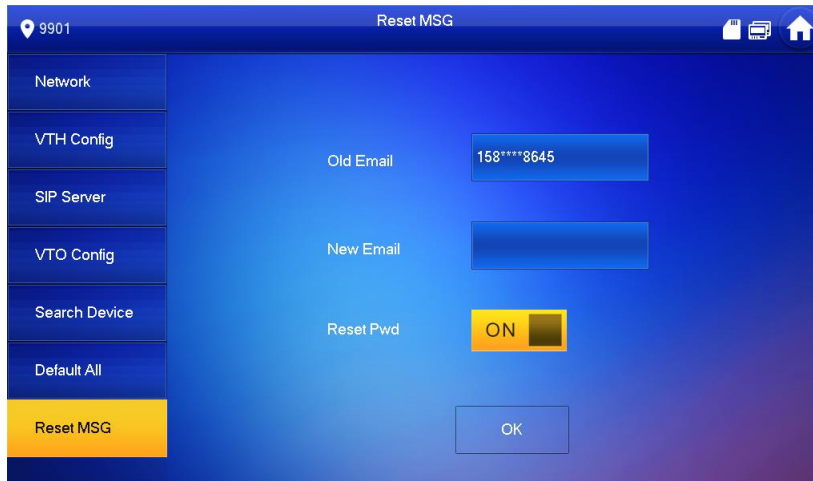 9901
Reset MSG
Network
VTH Config
SIP Server
VTO Config
Search Device
Default All
Reset MSG
Old Email
158****8645
New Email
Reset Pwd
ON
OK